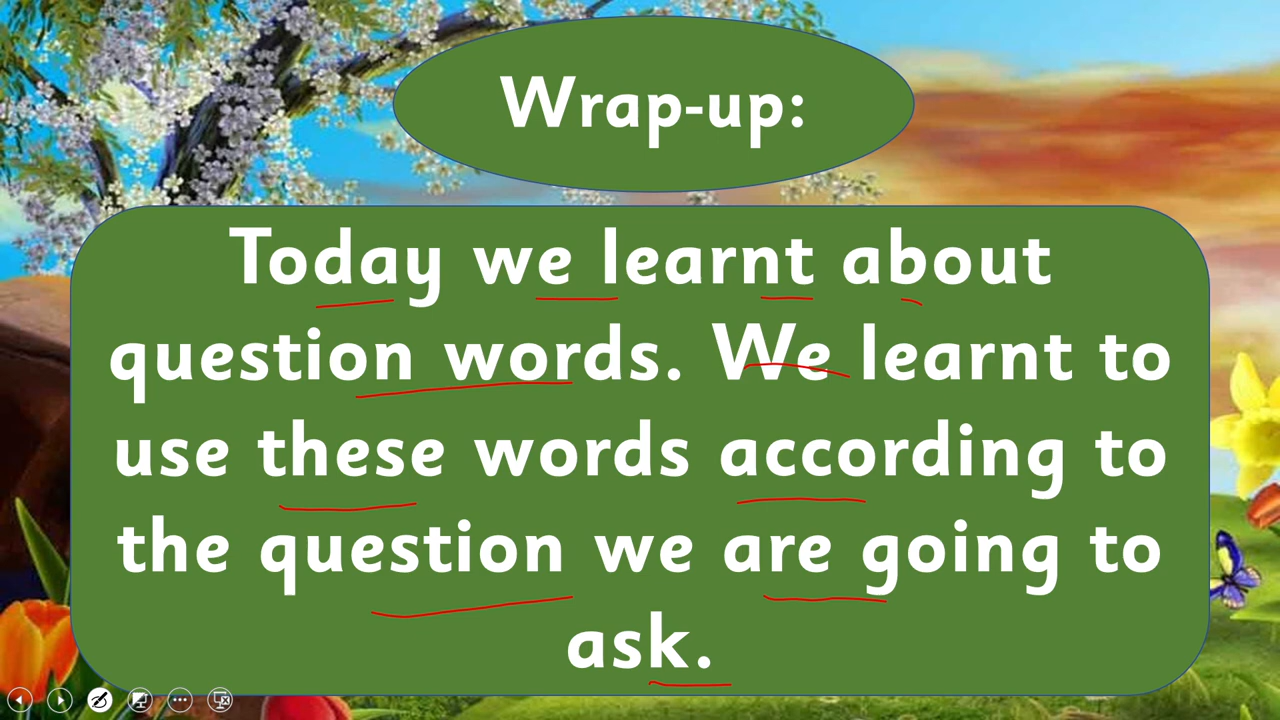 Wrap-up:
Today we learnt about
question words. We learnt to
use these words according to
the question we are going to
ask.